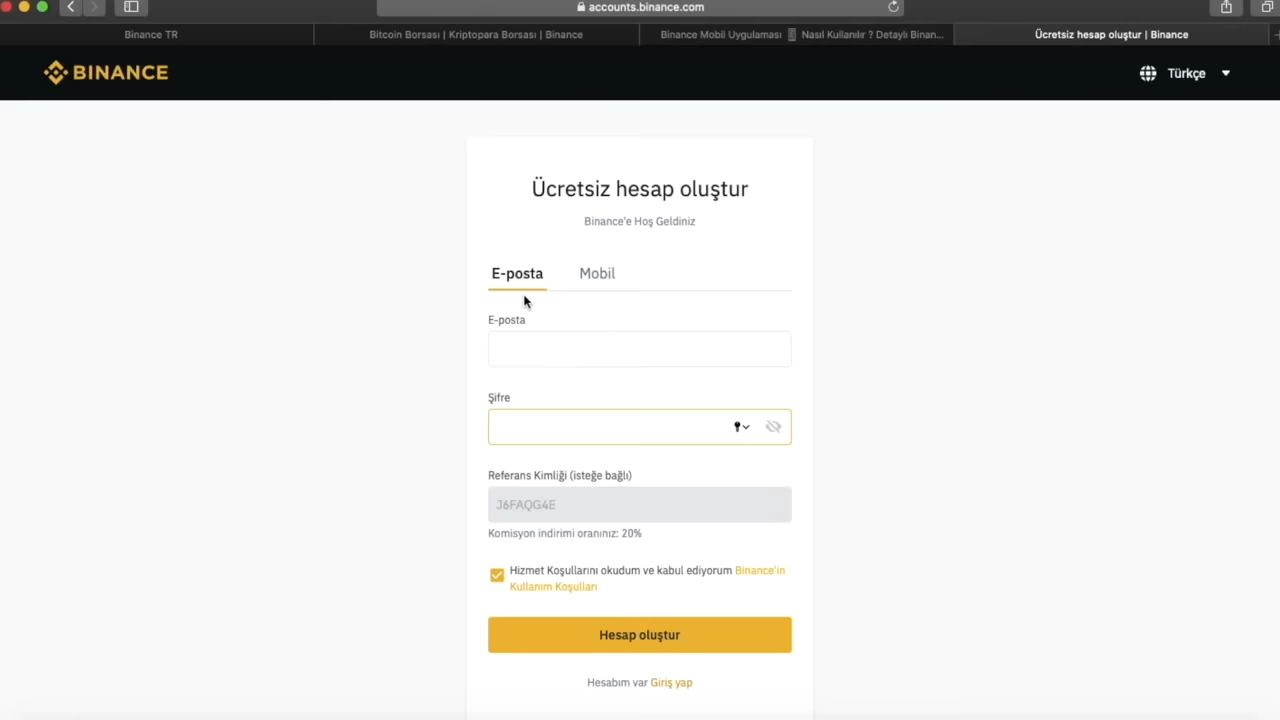 accounts.binance.com
Binance TR
Bitcoin Borsası | Kriptopara Borsası | Binance
Binance Mobil Uygulaması 📱 Nasıl Kullanılır ? Detaylı Binan...
Ücretsiz hesap oluştur | Binance
BINANCE
Türkçe
Ücretsiz hesap oluştur
Binance'e Hoş Geldiniz
E-posta Mobil
E-posta
Şifre
Referans Kimliği (isteğe bağlı)
J6FAQG4E
Komisyon indirimi oranınız: 20%
Hizmet Koşullarını okudum ve kabul ediyorum Binance'in
Kullanım Koşulları
Hesap oluştur
Hesabım var Giriş yap